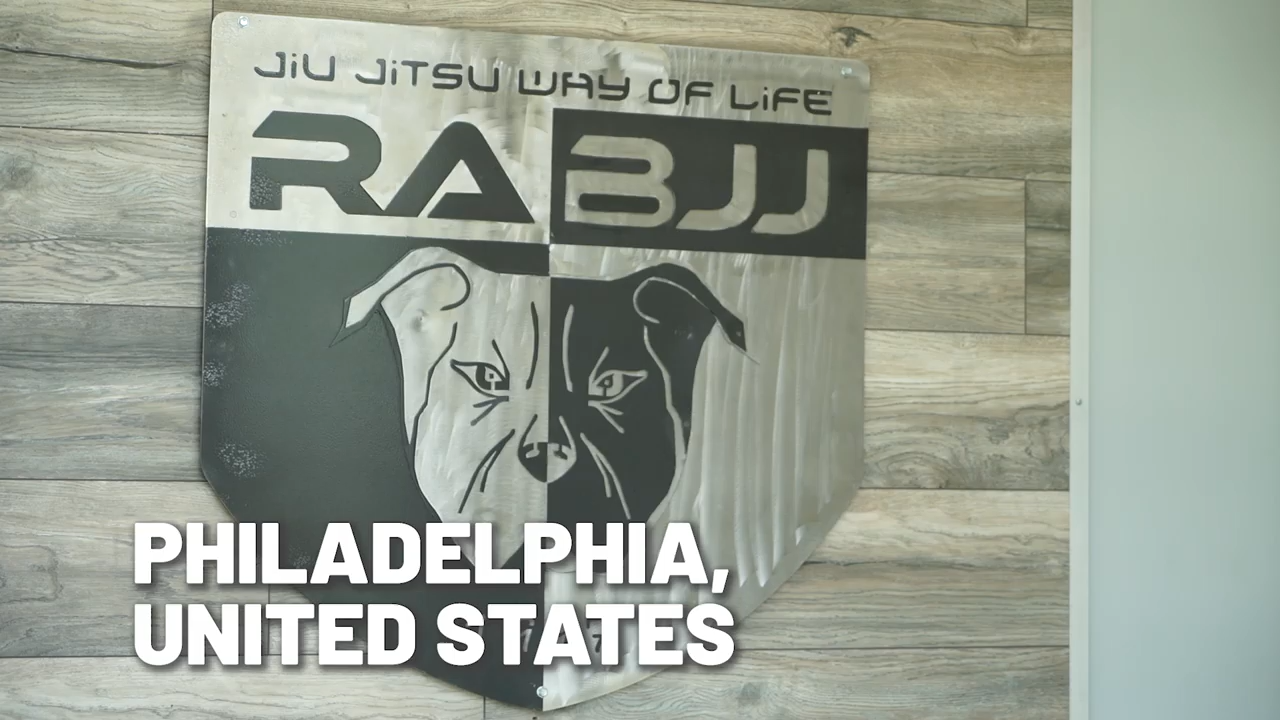 JiU JiTSU WAY OF LiFE
RABJJ
PHILADELPHIA,
UNITED STATES